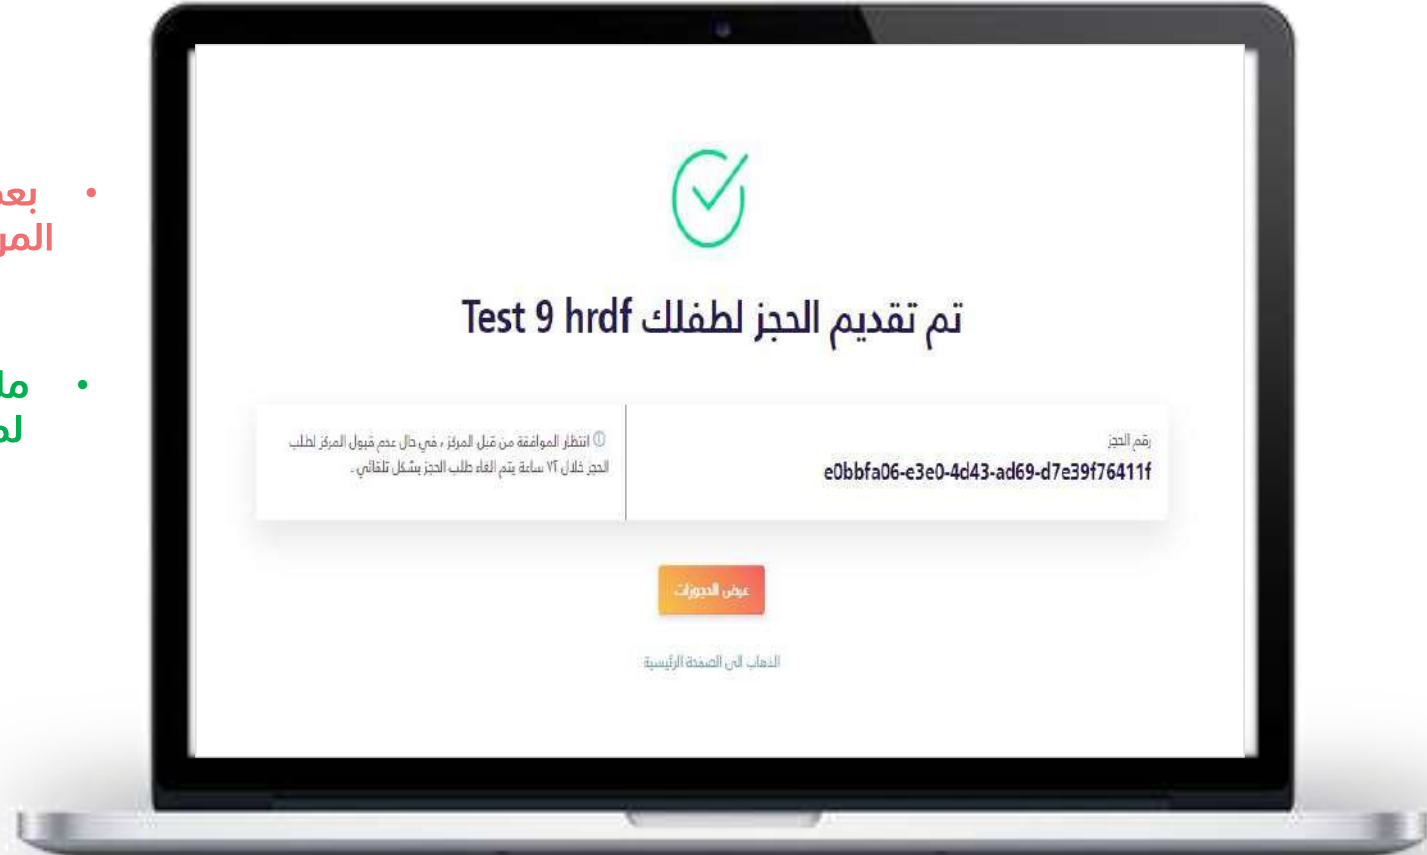 تم تقديم الحجز لطفلك Test 9 hrdf
رقم الحجز
e0bbfa06-e3e0-4d43-ad69-d7e39f76411f
انتظار الموافقة من قبل المركز ، في حال عدم قبول المركز لطلب
الحجز خلال ٧٢ ساعة يتم الغاء طلب الحجز بشكل تلقائي .
عرض الحجوزات
الذهاب الى الصفحة الرئيسية